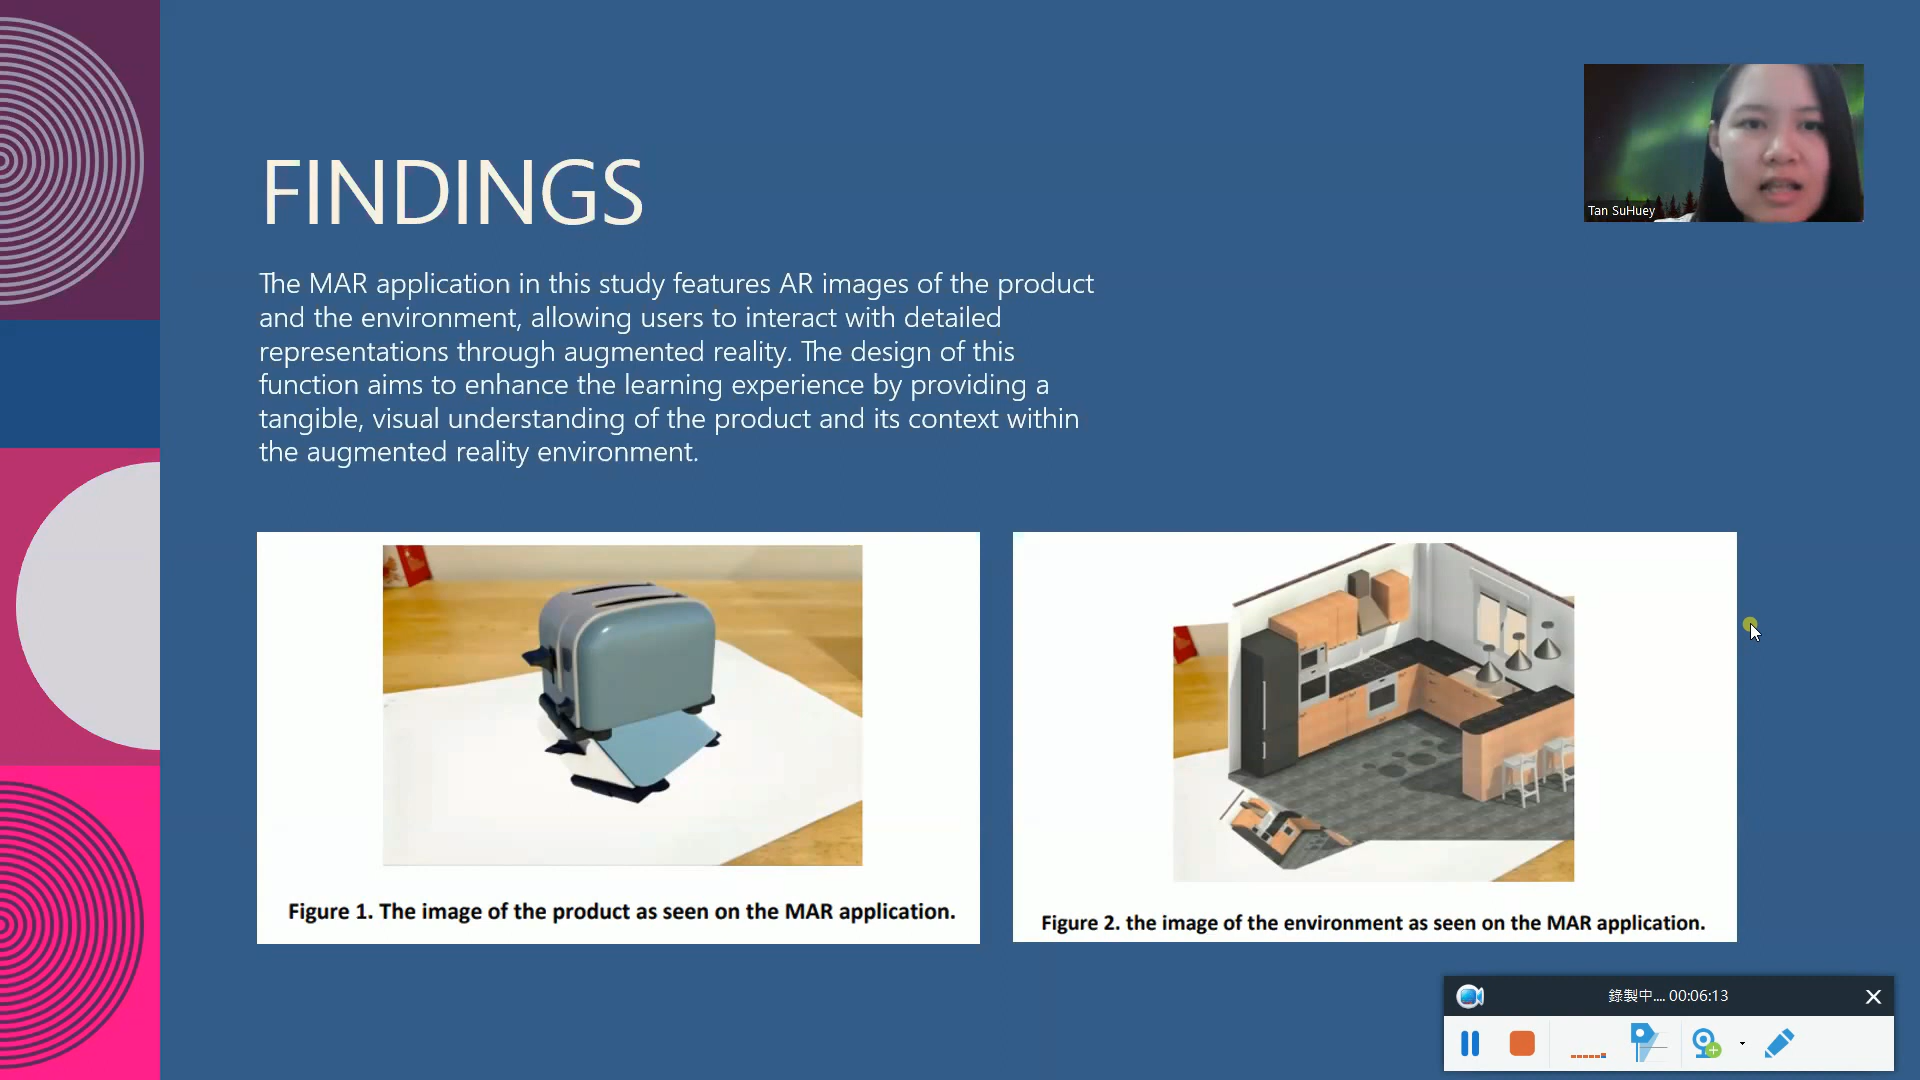 FINDINGS
Tan SuHuey
The MAR application in this study features AR images of the product
and the environment, allowing users to interact with detailed
representations through augmented reality. The design of this
function aims to enhance the learning experience by providing a
tangible, visual understanding of the product and its context within
the augmented reality environment.
Figure 1. The image of the product as seen on the MAR application.
Figure 2. the image of the environment as seen on the MAR application.
錄製中.... 00:06:13